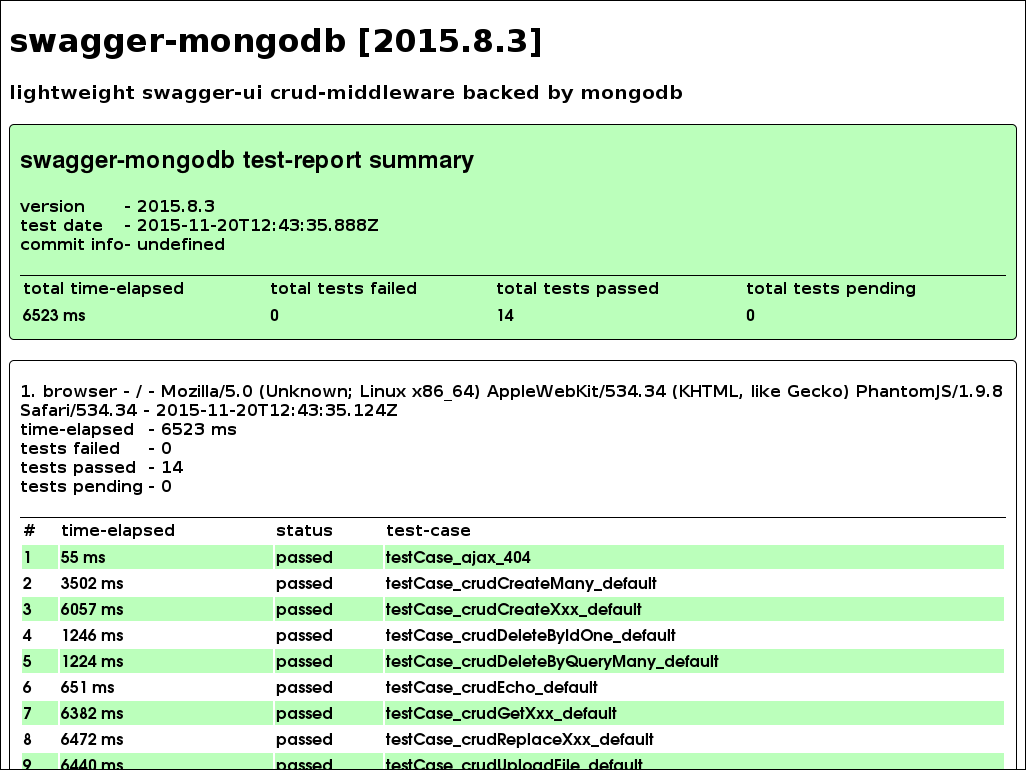 swagger-mongodb [2015.8.3]
lightweight swagger-ui crud-middleware backed by mongodb
swagger-mongodb test-report summary
version - 2015.8.3
test date - 2015-11-20T12:43:35.888Z
commit info- undefined
total time-elapsed total tests failed total tests passed total tests pending
6523 ms 0 14 0
1. browser - / - Mozilla/5.0 (Unknown; Linux x86_64) AppleWebKit/534.34 (KHTML, like Gecko) PhantomJS/1.9.8
Safari/534.34 - 2015-11-20T12:43:35.124Z
time-elapsed - 6523 ms
tests failed - 0
tests passed - 14
tests pending - 0
# time-elapsed status test-case
1 55 ms passed testCase_ajax_404
2 3502 ms passed testCase_crudCreateMany_default
3 6057 ms passed testCase_crudCreateXxx_default
4 1246 ms passed testCase_crudDeleteByIdOne_default
5 1224 ms passed testCase_crudDeleteByQueryMany_default
6 651 ms passed testCase_crudEcho_default
7 6382 ms passed testCase_crudGetXxx_default
8 6472 ms passed testCase_crudReplaceXxx_default
9 6440 ms passed testCase_crudUploadFile_default